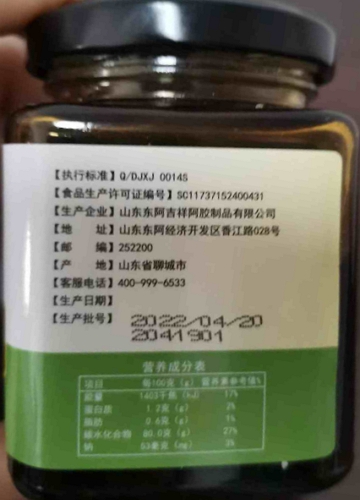 【执行标准】Q/DJXJ 0014S
【食品生产许可证编号】SC11737152400431
【生产企业】山东东阿吉祥阿胶制品有限公司
【地 址】山东东阿经济开发区香江路028号
【邮 编】252200
【产 地】山东省聊城市
【客服电话】400-999-6533
【生产日期】
【生产批号】 2022/04/20
2041901
营养成分表
项目 每100克(g) 营养素参考值%
能量 1403千焦(kJ) 17%
蛋白质 1.2克(g) 2%
脂肪 0.6克(g) 1%
碳水化合物 80.0克(g) 27%
钠 53毫克(mg) 3%